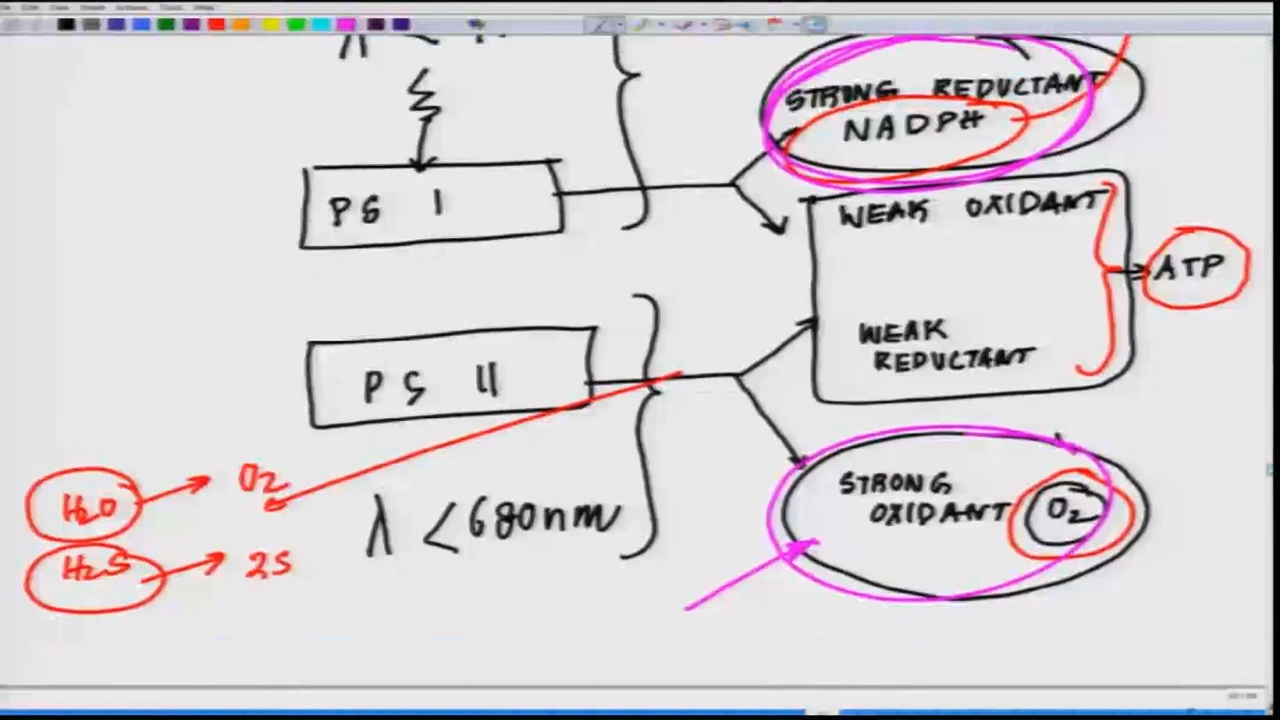 λ <
STRONG REDUCTANT
NADPH
PS I
WEAK OXIDANT
ATP
WEAK
REDUCTANT
PS II
STRONG
OXIDANT O2
H2O → O2
λ < 680nm
H2S → 2S